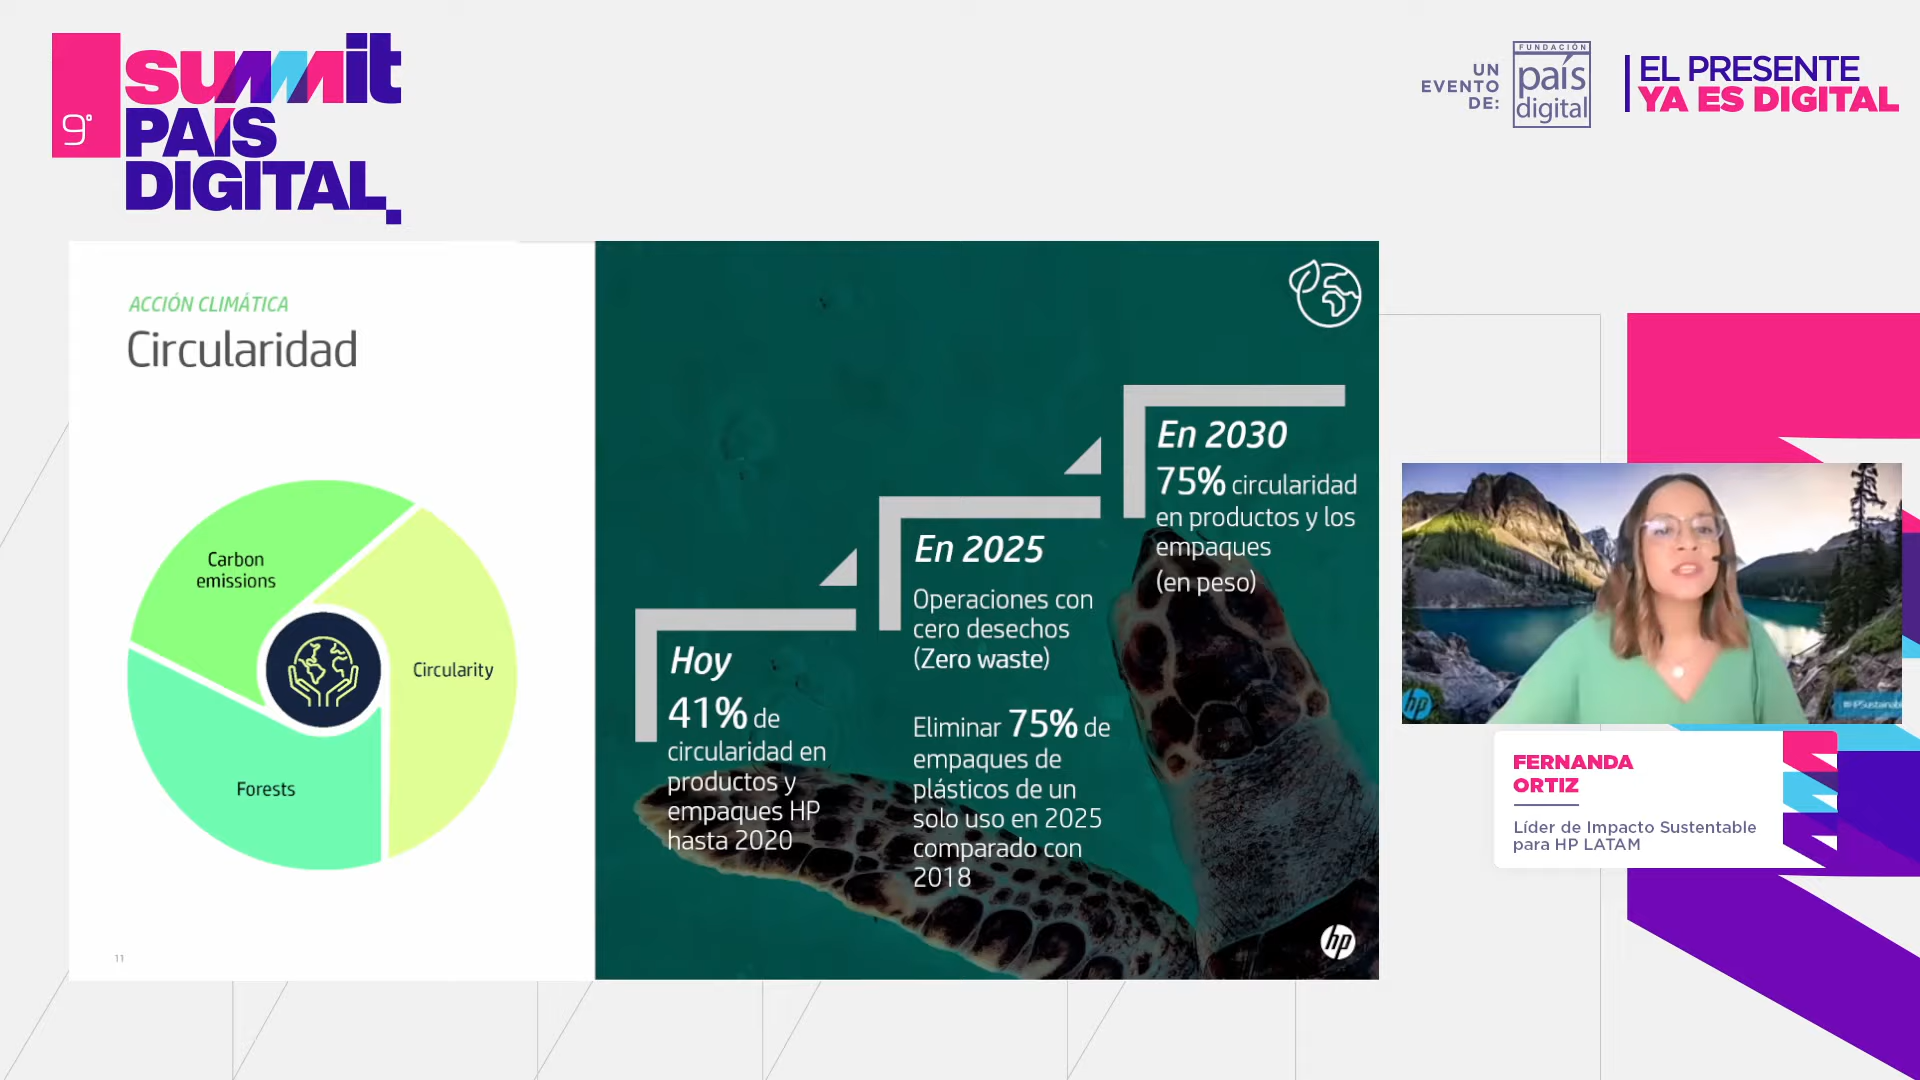 9°
summit
PAÍS
DIGITAL.
UN
EVENTO
DE:
FUNDACIÓN
país
digital
EL PRESENTE
YA ES DIGITAL
ACCIÓN CLIMÁTICA
Circularidad
Carbon
emissions
Circularity
Forests
11
Hoy
41% de
circularidad en
productos y
empaques HP
hasta 2020
En 2025
Operaciones con
cero desechos
(Zero waste)
Eliminar 75% de
empaques de
plásticos de un
solo uso en 2025
comparado con
2018
En 2030
75% circularidad
en productos y los
empaques
(en peso)
hp
hp
FERNANDA
ORTIZ
Líder de Impacto Sustentable
para HP LATAM